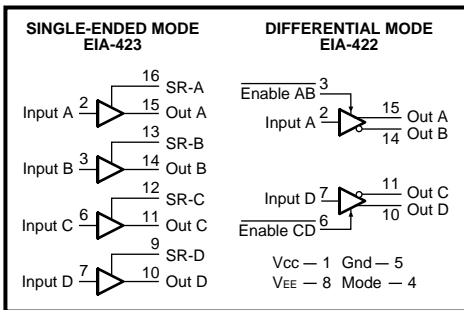 SINGLE-ENDED MODE
EIA-423
16
SR-A
Input A 2
15
Out A
13
SR-B
Input B 3
14
Out B
12
SR-C
Input C 6
11
Out C
9
SR-D
Input D 7
10
Out D
DIFFERENTIAL MODE
EIA-422
Enable AB 3
Input A 2
15 Out A
14 Out B
Input D 7
11 Out C
10 Out D
Enable CD 6
VCC — 1 Gnd — 5
VEE — 8 Mode — 4